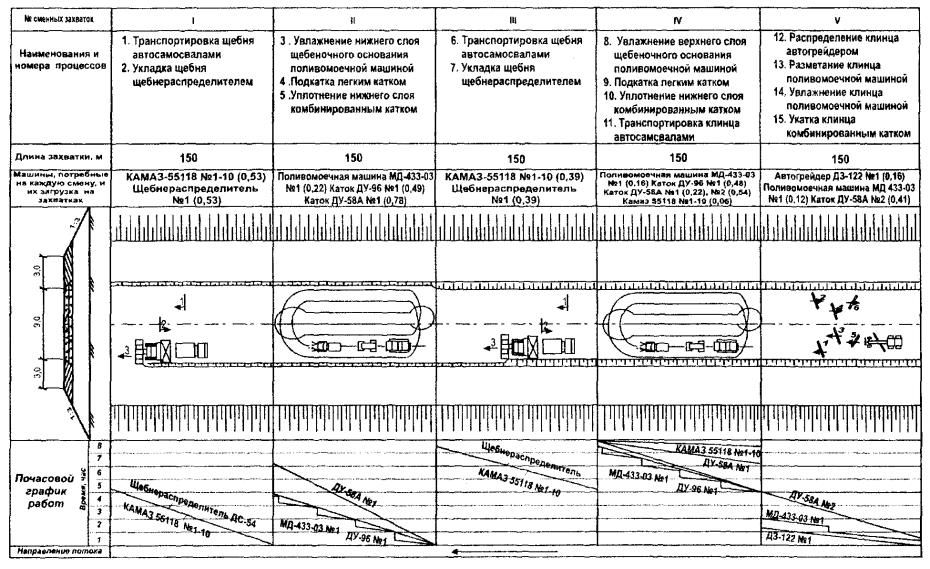 № сменных захваток
I
II
III
IV
V
Наименования и
номера процессов
1. Транспортировка щебня
автосамосвалами
2. Укладка щебня
щебнераспределителем
3. Увлажнение нижнего слоя
щебеночного основания
поливомоечной машиной
4. Подкатка легким катком
5. Уплотнение нижнего слоя
комбинированным катком
6. Транспортировка щебня
автосамосвалами
7. Укладка щебня
щебнераспределителем
8. Увлажнение верхнего слоя
щебеночного основания
поливомоечной машиной
9. Подкатка легким катком
10. Уплотнение нижнего слоя
комбинированным катком
11. Транспортировка клинца
автосамсвалами
12. Распределение клинца
автогрейдером
13. Разметание клинца
поливомоечной машиной
14. Увлажнение клинца
поливомоечной машиной
15. Укатка клинца
комбинированным катком
Длина захватки, м
150
150
150
150
150
Машины, потребные
на каждую смену, и
их загрузка на
захватках
КАМАЗ-55118 №1-10 (0,53)
Щебнераспределитель
№1 (0,53)
Поливомоечная машина МД-433-03
№1 (0,22) Каток ДУ-96 №1 (0,49)
Каток ДУ-58А №1 (0,78)
КАМАЗ-55118 №1-10 (0,39)
Щебнераспределитель
№1 (0,39)
Поливомоечная машина МД-433-03
№1 (0,16) Каток ДУ-96 №1 (0,48)
Каток ДУ-58А №1 (0,22), №2 (0,54)
Камаз 55118 №1-10 (0,06)
Автогрейдер ДЗ-122 №1 (0,16)
Поливомоечная машина МД 433-03
№1 (0,12) Каток ДУ-58А №2 (0,41)
3,0
9,0
3,0
1
2
3
1
3
Почасовой
график
работ
Время, час
8
7
6
5
4
3
2
1
Щебнераспределитель ДС-54
КАМАЗ 55118 №1-10
ДУ-58А №1
МД-433-03 №1
ДУ-96 №1
Щебнераспределитель
КАМАЗ 55118 №1-10
КАМАЗ 55118 №1-10
ДУ-58А №1
МД-433-03 №1
ДУ-96 №1
ДУ-58А №2
МД-433-03 №1
ДЗ-122 №1
Направление потока